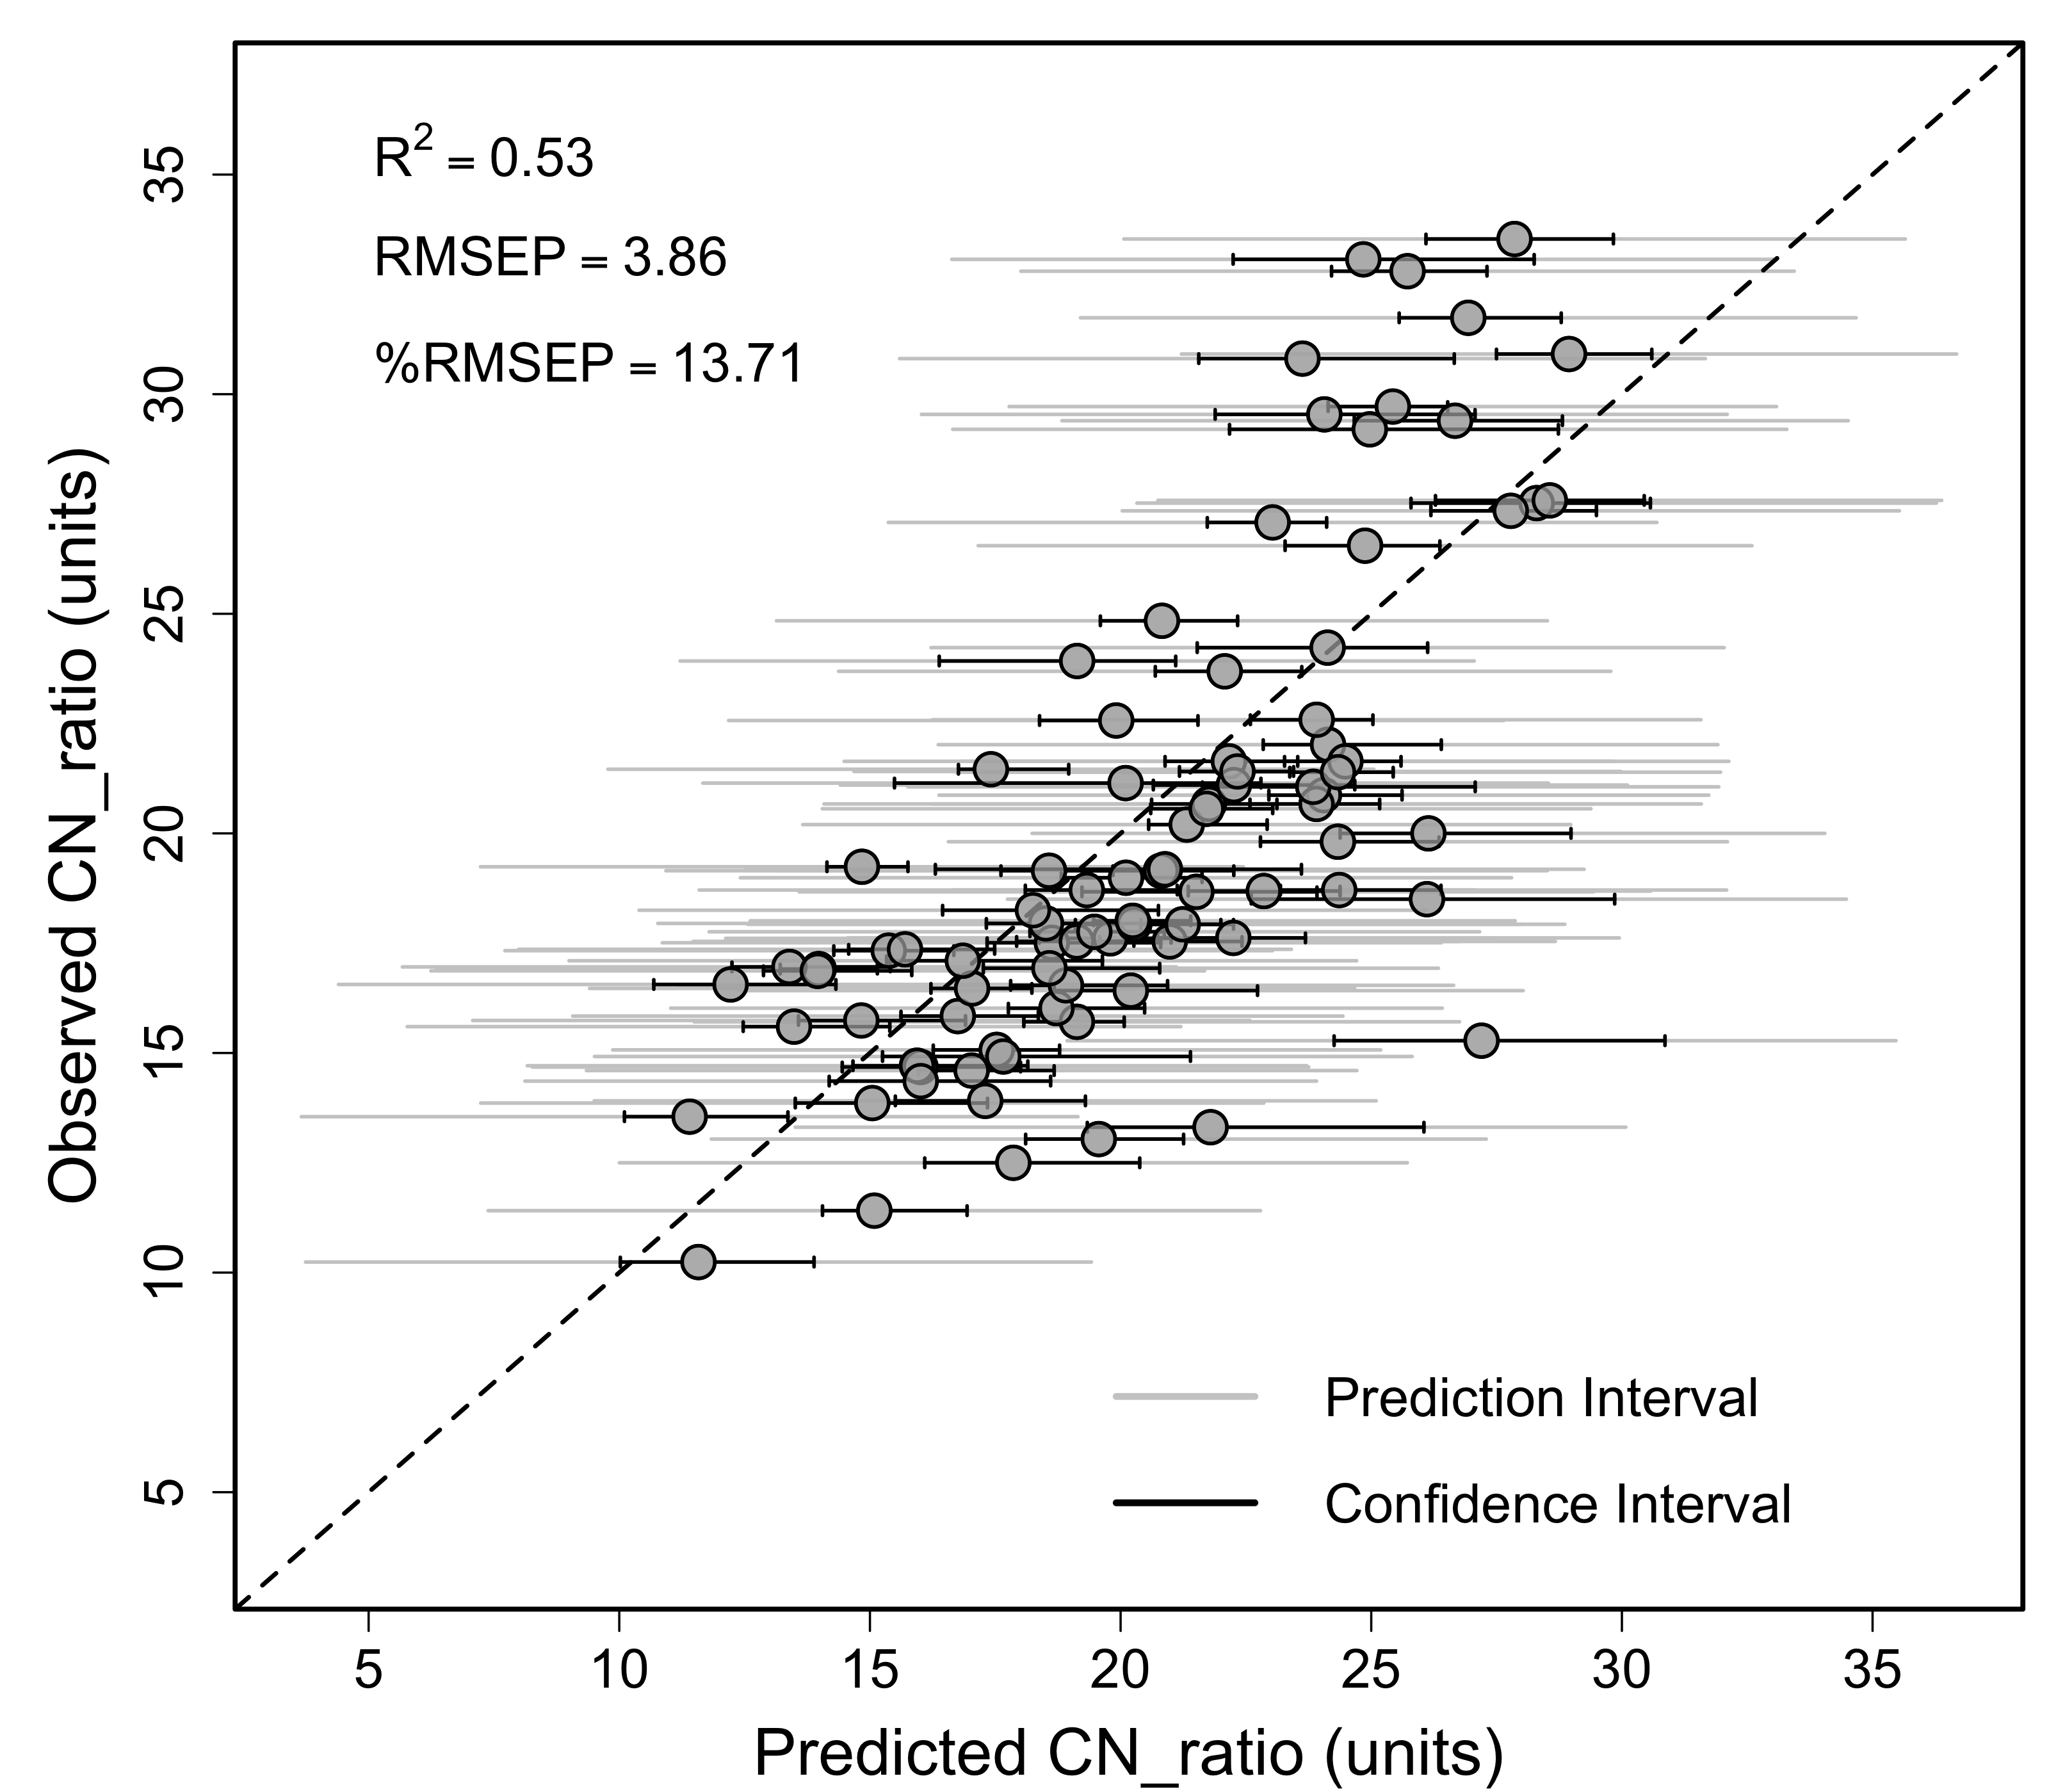 R² = 0.53
RMSEP = 3.86
%RMSEP = 13.71
Observed CN_ratio (units)
35
30
25
20
15
10
5
Prediction Interval
Confidence Interval
5 10 15 20 25 30 35
Predicted CN_ratio (units)